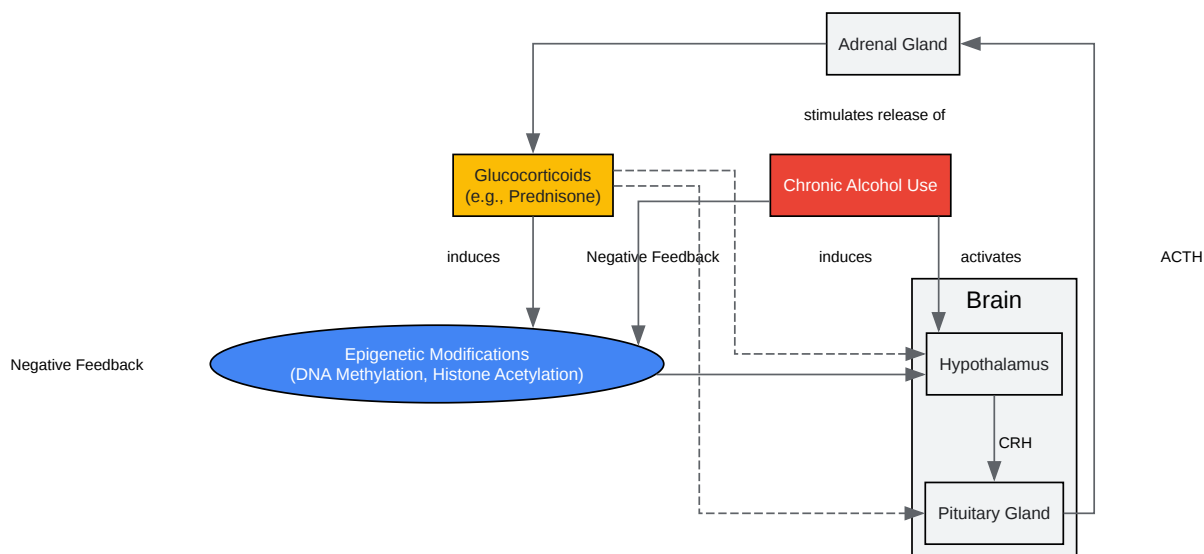 Adrenal Gland
stimulates release of
Glucocorticoids
(e.g., Prednisone)
Chronic Alcohol Use
induces
Negative Feedback
induces
activates
ACTH
Brain
Epigenetic Modifications
(DNA Methylation, Histone Acetylation)
Negative Feedback
Hypothalamus
CRH
Pituitary Gland